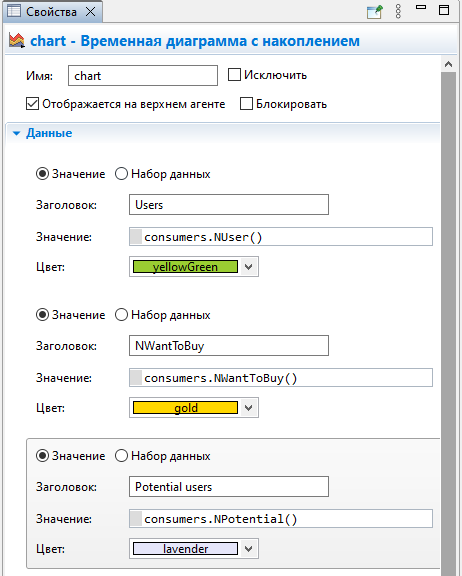 Свойства
chart - Временная диаграмма с накоплением
Имя: chart Исключить
Отображается на верхнем агенте Блокировать
Данные
Значение Набор данных
Заголовок: Users
Значение: consumers.NUser()
Цвет: yellowGreen
Значение Набор данных
Заголовок: NWantToBuy
Значение: consumers.NWantToBuy()
Цвет: gold
Значение Набор данных
Заголовок: Potential users
Значение: consumers.NPotential()
Цвет: lavender